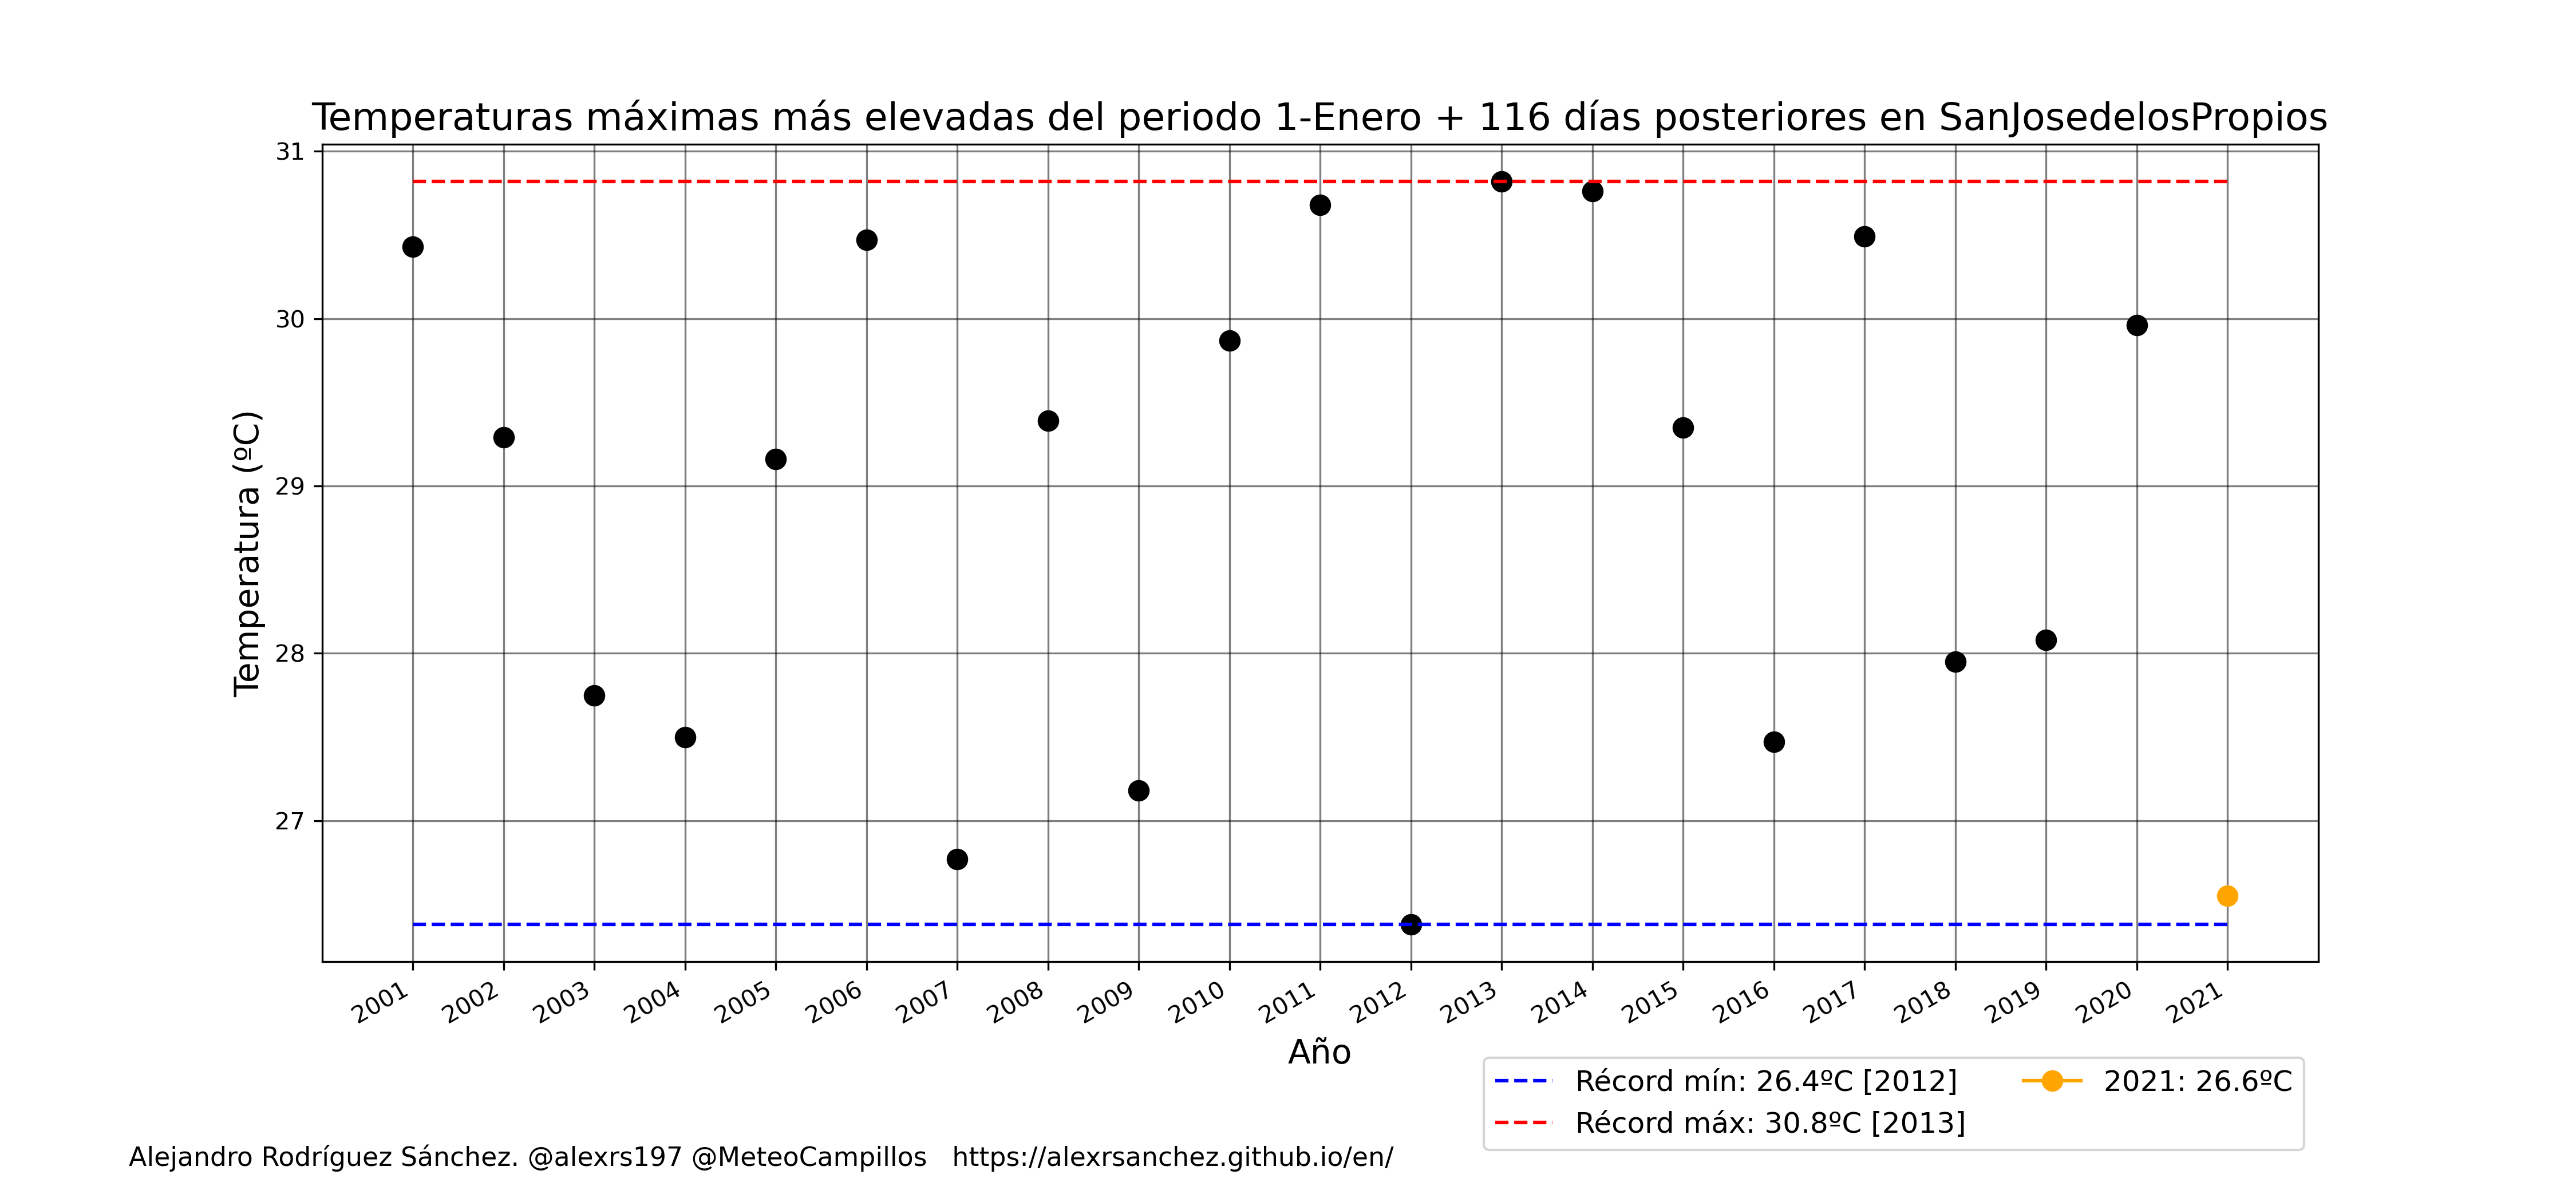 Temperaturas máximas más elevadas del periodo 1-Enero + 116 días posteriores en SanJosedelosPropios
31
30
29
28
27
Temperatura (ºC)
2001 2002 2003 2004 2005 2006 2007 2008 2009 2010 2011 2012 2013 2014 2015 2016 2017 2018 2019 2020 2021
Año
Récord mín: 26.4ºC [2012]
Récord máx: 30.8ºC [2013]
2021: 26.6ºC
Alejandro Rodríguez Sánchez. @alexrs197 @MeteoCampillos https://alexrsanchez.github.io/en/